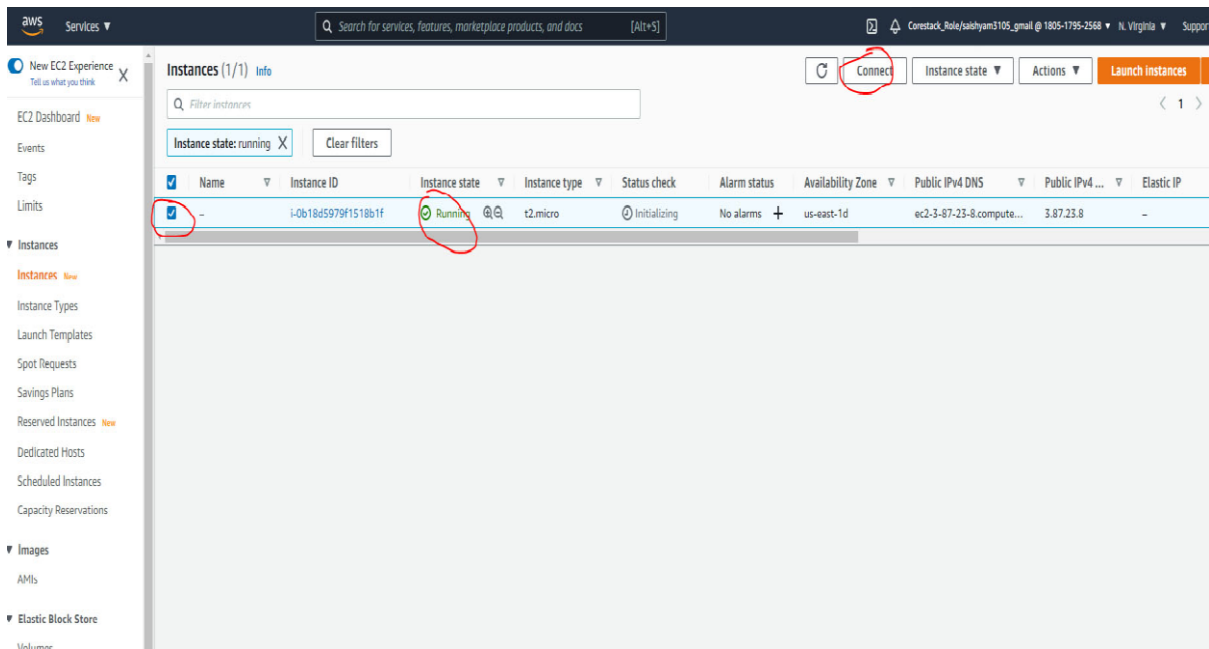 aws Services ▼ Search for services, features, marketplace products, and docs [Alt+S] Corestack_Role/saishyam3105_gmail @ 1805-1795-2568 ▼ N. Virginia ▼ Suppor
New EC2 Experience X
Tell us what you think
EC2 Dashboard New
Events
Tags
Limits
▼ Instances
Instances New
Instance Types
Launch Templates
Spot Requests
Savings Plans
Reserved Instances New
Dedicated Hosts
Scheduled Instances
Capacity Reservations
▼ Images
AMIs
▼ Elastic Block Store
Volumes
Instances (1/1) Info Connect Instance state ▼ Actions ▼ Launch instances
Filter instances
< 1 >
Instance state: running X Clear filters
Name Instance ID Instance state Instance type Status check Alarm status Availability Zone Public IPv4 DNS Public IPv4 ... Elastic IP
– i-0b18d5979f1518b1f Running t2.micro Initializing No alarms + us-east-1d ec2-3-87-23-8.compute... 3.87.23.8 –